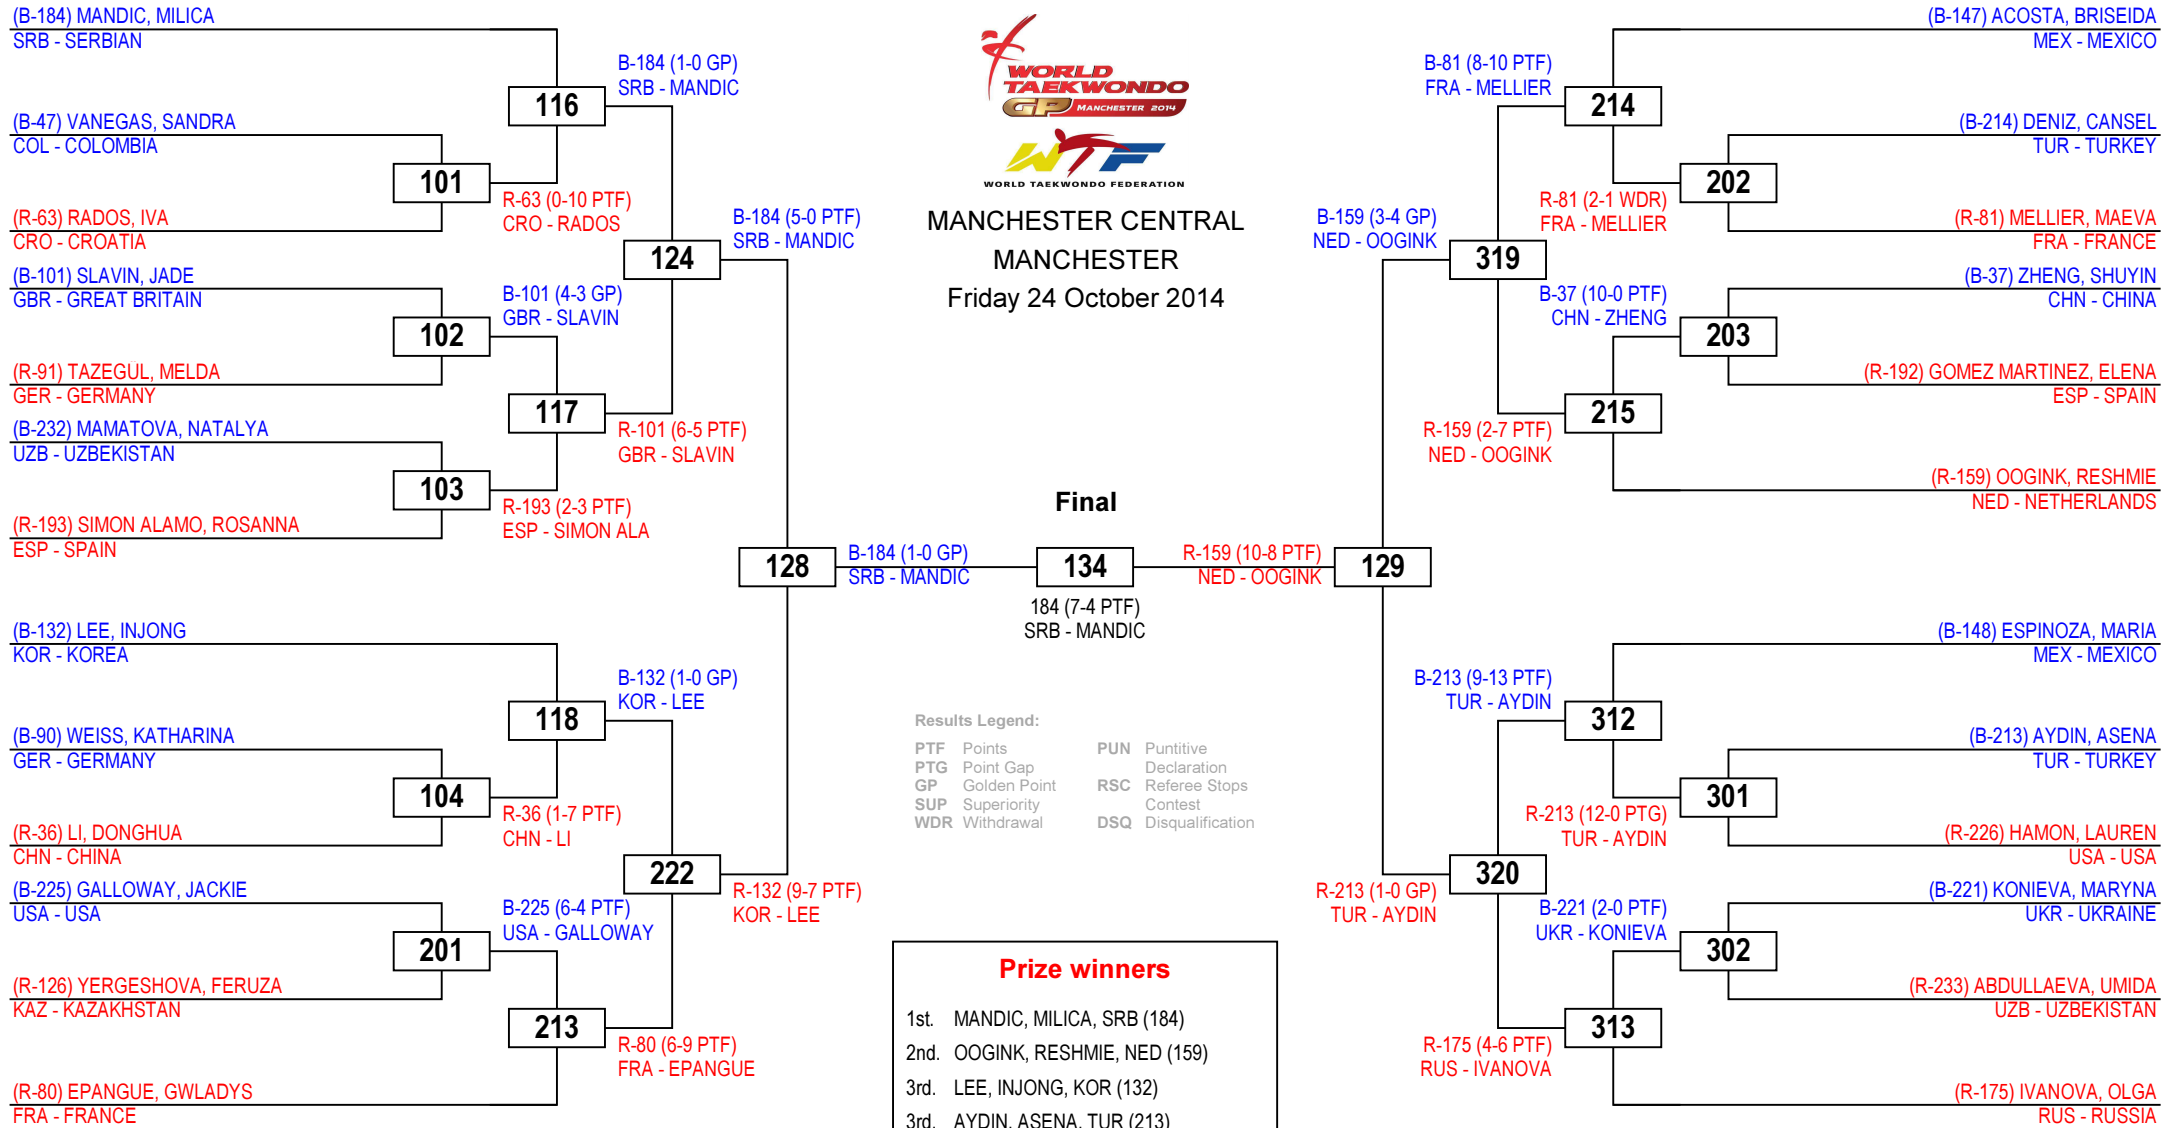 (B-184) MANDIC, MILICA
SRB - SERBIAN
(B-47) VANEGAS, SANDRA
COL - COLOMBIA
(R-63) RADOS, IVA
CRO - CROATIA
(B-101) SLAVIN, JADE
GBR - GREAT BRITAIN
(R-91) TAZEGÜL, MELDA
GER - GERMANY
(B-232) MAMATOVA, NATALYA
UZB - UZBEKISTAN
(R-193) SIMON ALAMO, ROSANNA
ESP - SPAIN
(B-132) LEE, INJONG
KOR - KOREA
(B-90) WEISS, KATHARINA
GER - GERMANY
(R-36) LI, DONGHUA
CHN - CHINA
(B-225) GALLOWAY, JACKIE
USA - USA
(R-126) YERGESHOVA, FERUZA
KAZ - KAZAKHSTAN
(R-80) EPANGUE, GWLADYS
FRA - FRANCE
101
R-63 (0-10 PTF)
CRO - RADOS
102
B-101 (4-3 GP)
GBR - SLAVIN
103
R-193 (2-3 PTF)
ESP - SIMON ALA
104
R-36 (1-7 PTF)
CHN - LI
201
B-225 (6-4 PTF)
USA - GALLOWAY
116
B-184 (1-0 GP)
SRB - MANDIC
117
R-101 (6-5 PTF)
GBR - SLAVIN
118
B-132 (1-0 GP)
KOR - LEE
213
R-80 (6-9 PTF)
FRA - EPANGUE
124
B-184 (5-0 PTF)
SRB - MANDIC
222
R-132 (9-7 PTF)
KOR - LEE
128
B-184 (1-0 GP)
SRB - MANDIC
WORLD
TAEKWONDO
GP MANCHESTER 2014
WTF
WORLD TAEKWONDO FEDERATION
MANCHESTER CENTRAL
MANCHESTER
Friday 24 October 2014
Final
134
184 (7-4 PTF)
SRB - MANDIC
Results Legend:
PTF Points
PTG Point Gap
GP Golden Point
SUP Superiority
WDR Withdrawal
PUN Puntitive
Declaration
RSC Referee Stops
Contest
DSQ Disqualification
Prize winners
1st. MANDIC, MILICA, SRB (184)
2nd. OOGINK, RESHMIE, NED (159)
3rd. LEE, INJONG, KOR (132)
3rd. AYDIN, ASENA, TUR (213)
R-159 (10-8 PTF)
NED - OOGINK
129
B-159 (3-4 GP)
NED - OOGINK
319
R-213 (1-0 GP)
TUR - AYDIN
320
B-81 (8-10 PTF)
FRA - MELLIER
214
R-159 (2-7 PTF)
NED - OOGINK
215
B-213 (9-13 PTF)
TUR - AYDIN
312
R-175 (4-6 PTF)
RUS - IVANOVA
313
R-81 (2-1 WDR)
FRA - MELLIER
202
B-37 (10-0 PTF)
CHN - ZHENG
203
R-213 (12-0 PTG)
TUR - AYDIN
301
B-221 (2-0 PTF)
UKR - KONIEVA
302
(B-147) ACOSTA, BRISEIDA
MEX - MEXICO
(B-214) DENIZ, CANSEL
TUR - TURKEY
(R-81) MELLIER, MAEVA
FRA - FRANCE
(B-37) ZHENG, SHUYIN
CHN - CHINA
(R-192) GOMEZ MARTINEZ, ELENA
ESP - SPAIN
(R-159) OOGINK, RESHMIE
NED - NETHERLANDS
(B-148) ESPINOZA, MARIA
MEX - MEXICO
(B-213) AYDIN, ASENA
TUR - TURKEY
(R-226) HAMON, LAUREN
USA - USA
(B-221) KONIEVA, MARYNA
UKR - UKRAINE
(R-233) ABDULLAEVA, UMIDA
UZB - UZBEKISTAN
(R-175) IVANOVA, OLGA
RUS - RUSSIA